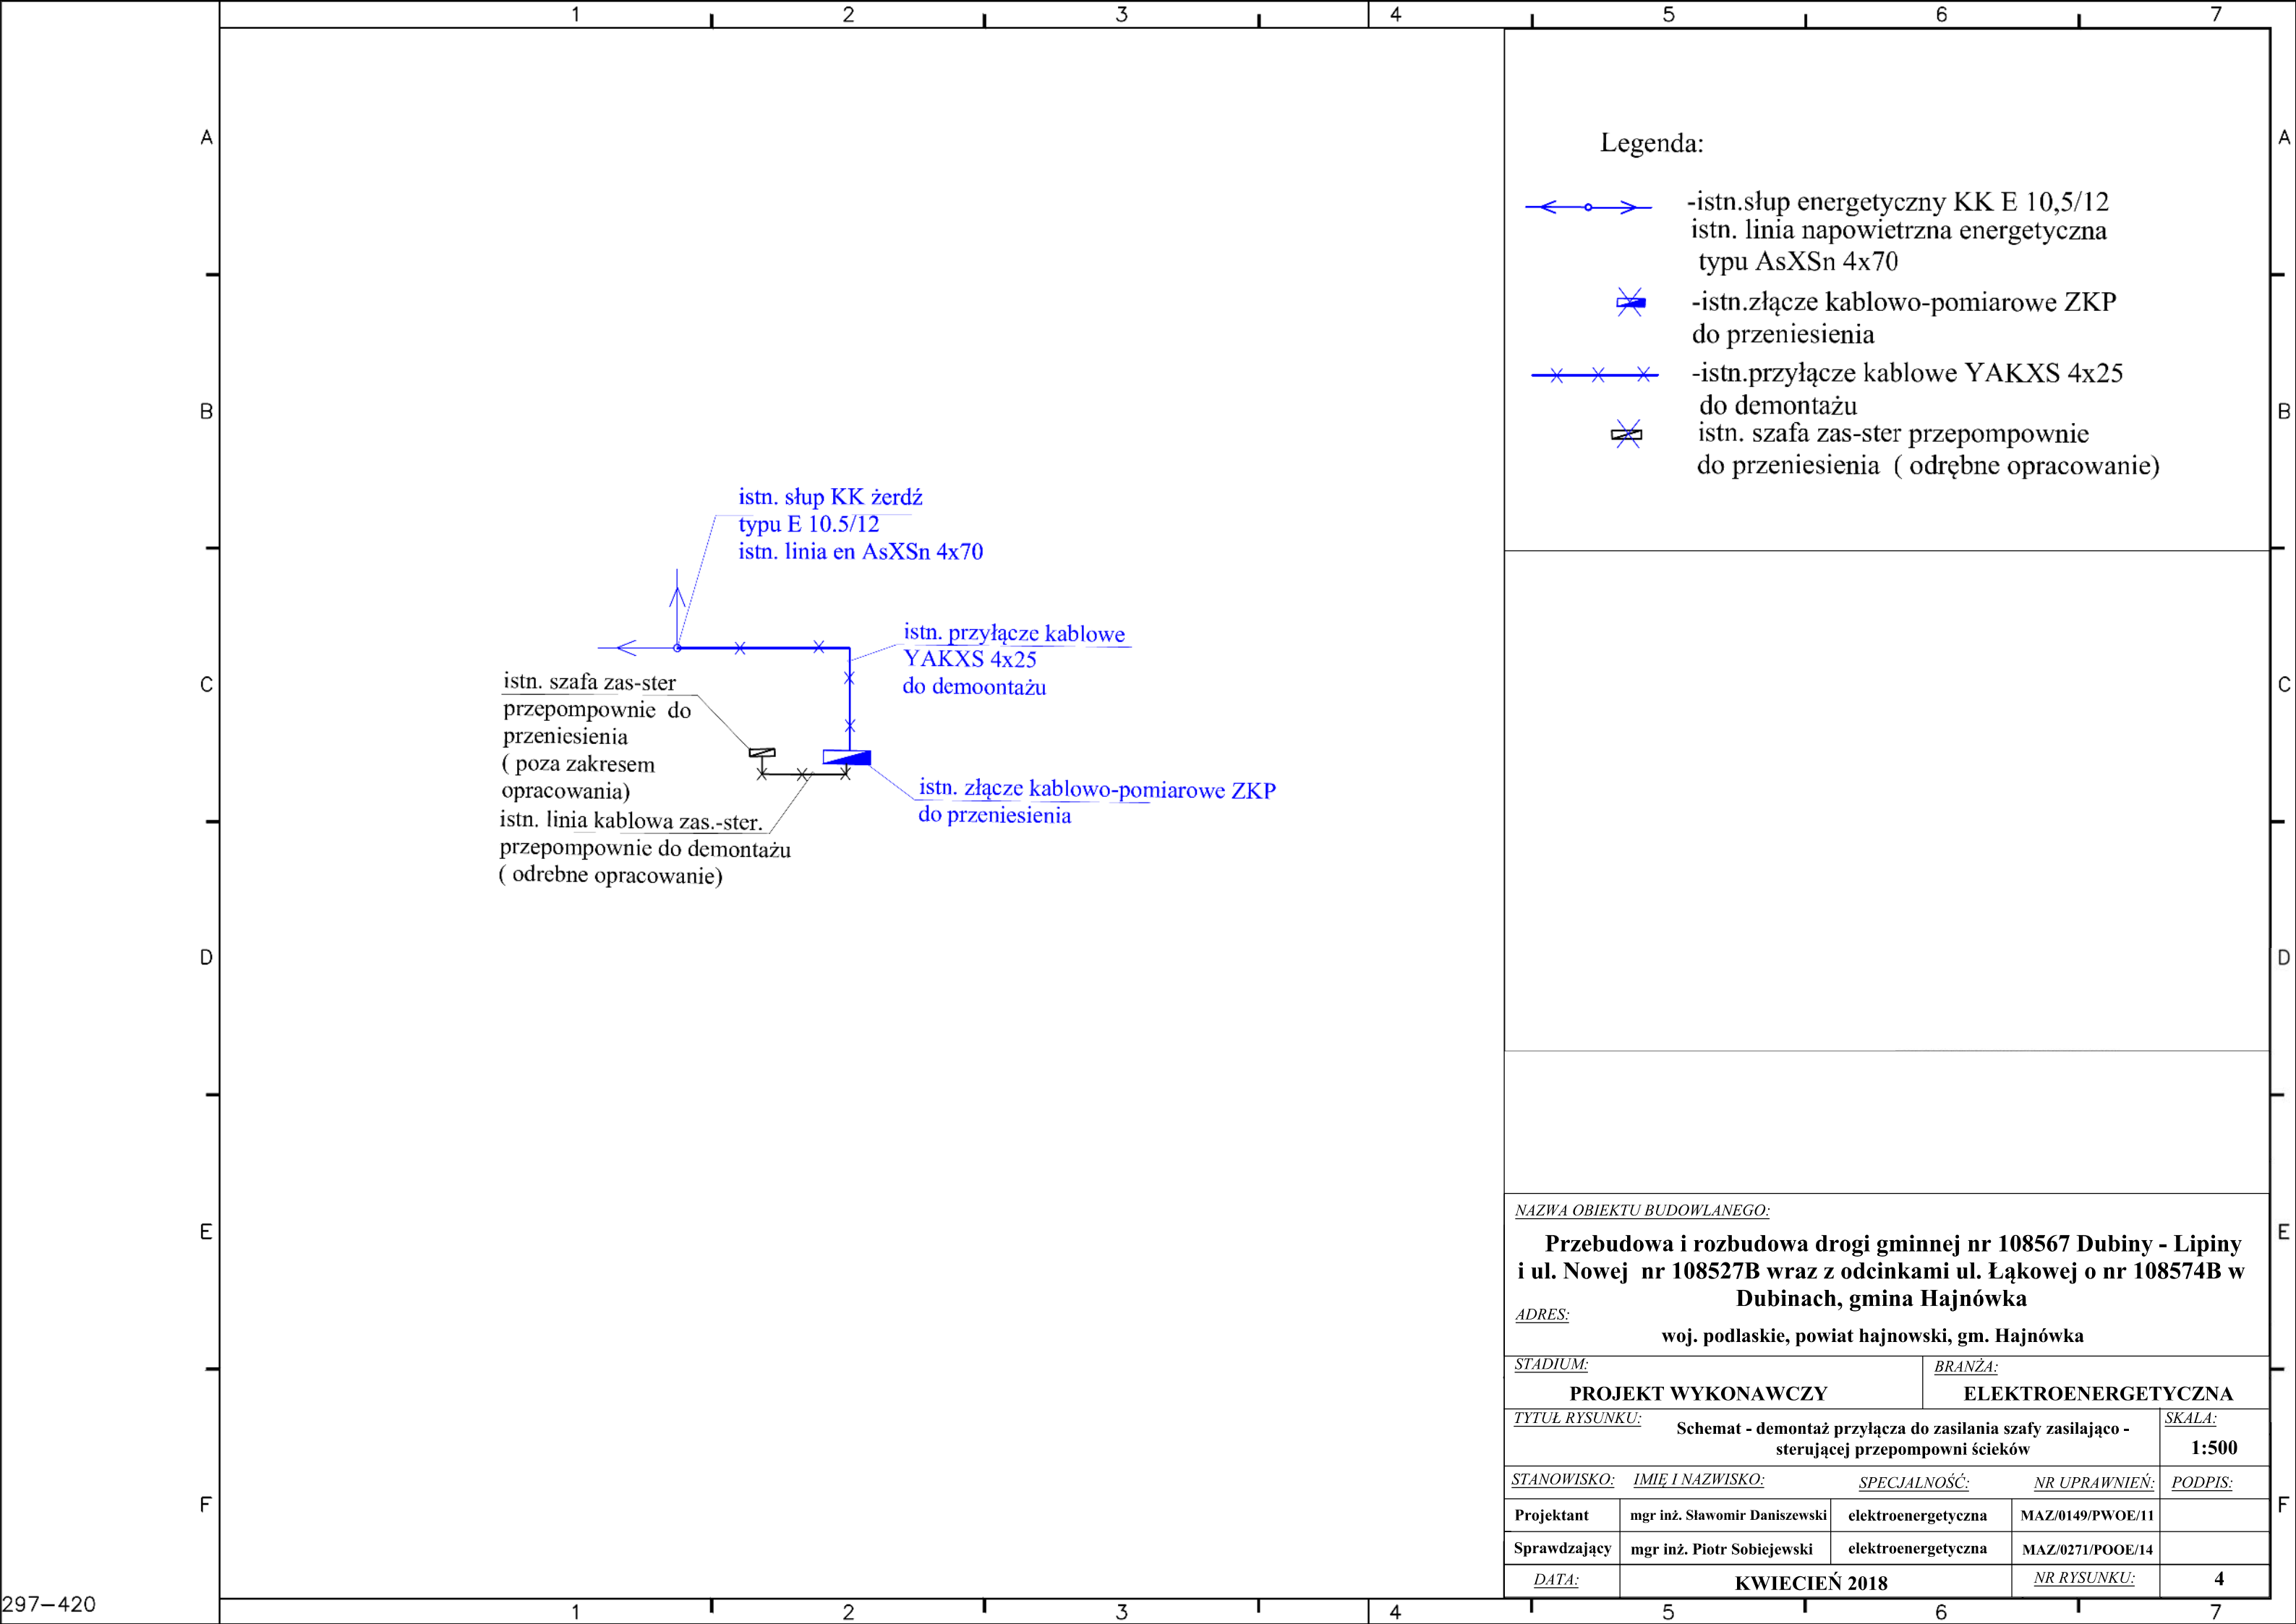 1 2 3 4 5 6 7
A A
B B
C C
D D
E E
F F
Legenda:
-istn.słup energetyczny KK E 10,5/12
istn. linia napowietrzna energetyczna
typu AsXSn 4x70
-istn.złącze kablowo-pomiarowe ZKP
do przeniesienia
-istn.przyłącze kablowe YAKXS 4x25
do demontażu
istn. szafa zas-ster przepompownie
do przeniesienia ( odrębne opracowanie)
istn. słup KK żerdź
typu E 10.5/12
istn. linia en AsXSn 4x70
istn. przyłącze kablowe
YAKXS 4x25
do demoontażu
istn. szafa zas-ster
przepompownie do
przeniesienia
( poza zakresem
opracowania)
istn. złącze kablowo-pomiarowe ZKP
do przeniesienia
istn. linia kablowa zas.-ster.
przepompownie do demontażu
( odrebne opracowanie)
NAZWA OBIEKTU BUDOWLANEGO:
Przebudowa i rozbudowa drogi gminnej nr 108567 Dubiny - Lipiny
i ul. Nowej nr 108527B wraz z odcinkami ul. Łąkowej o nr 108574B w
Dubinach, gmina Hajnówka
ADRES:
woj. podlaskie, powiat hajnowski, gm. Hajnówka
STADIUM: BRANŻA:
PROJEKT WYKONAWCZY ELEKTROENERGETYCZNA
TYTUŁ RYSUNKU: SKALA:
Schemat - demontaż przyłącza do zasilania szafy zasilająco -
sterującej przepompowni ścieków
1:500
STANOWISKO: IMIĘ I NAZWISKO: SPECJALNOŚĆ: NR UPRAWNIEŃ: PODPIS:
Projektant mgr inż. Sławomir Daniszewski elektroenergetyczna MAZ/0149/PWOE/11
Sprawdzający mgr inż. Piotr Sobiejewski elektroenergetyczna MAZ/0271/POOE/14
DATA: KWIECIEŃ 2018 NR RYSUNKU: 4
297-420
1 2 3 4 5 6 7